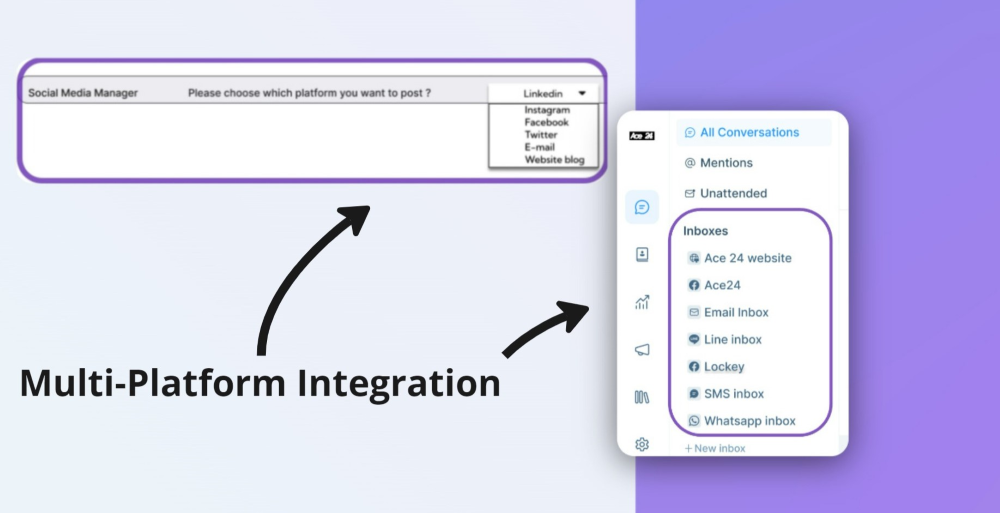 Social Media Manager Please choose which platform you want to post ? Linkedin
Instagram
Facebook
Twitter
E-mail
Website blog
Multi-Platform Integration
Ace 24
All Conversations
Mentions
Unattended
Inboxes
Ace 24 website
Ace24
Email Inbox
Line inbox
Lockey
SMS inbox
Whatsapp inbox
+ New inbox